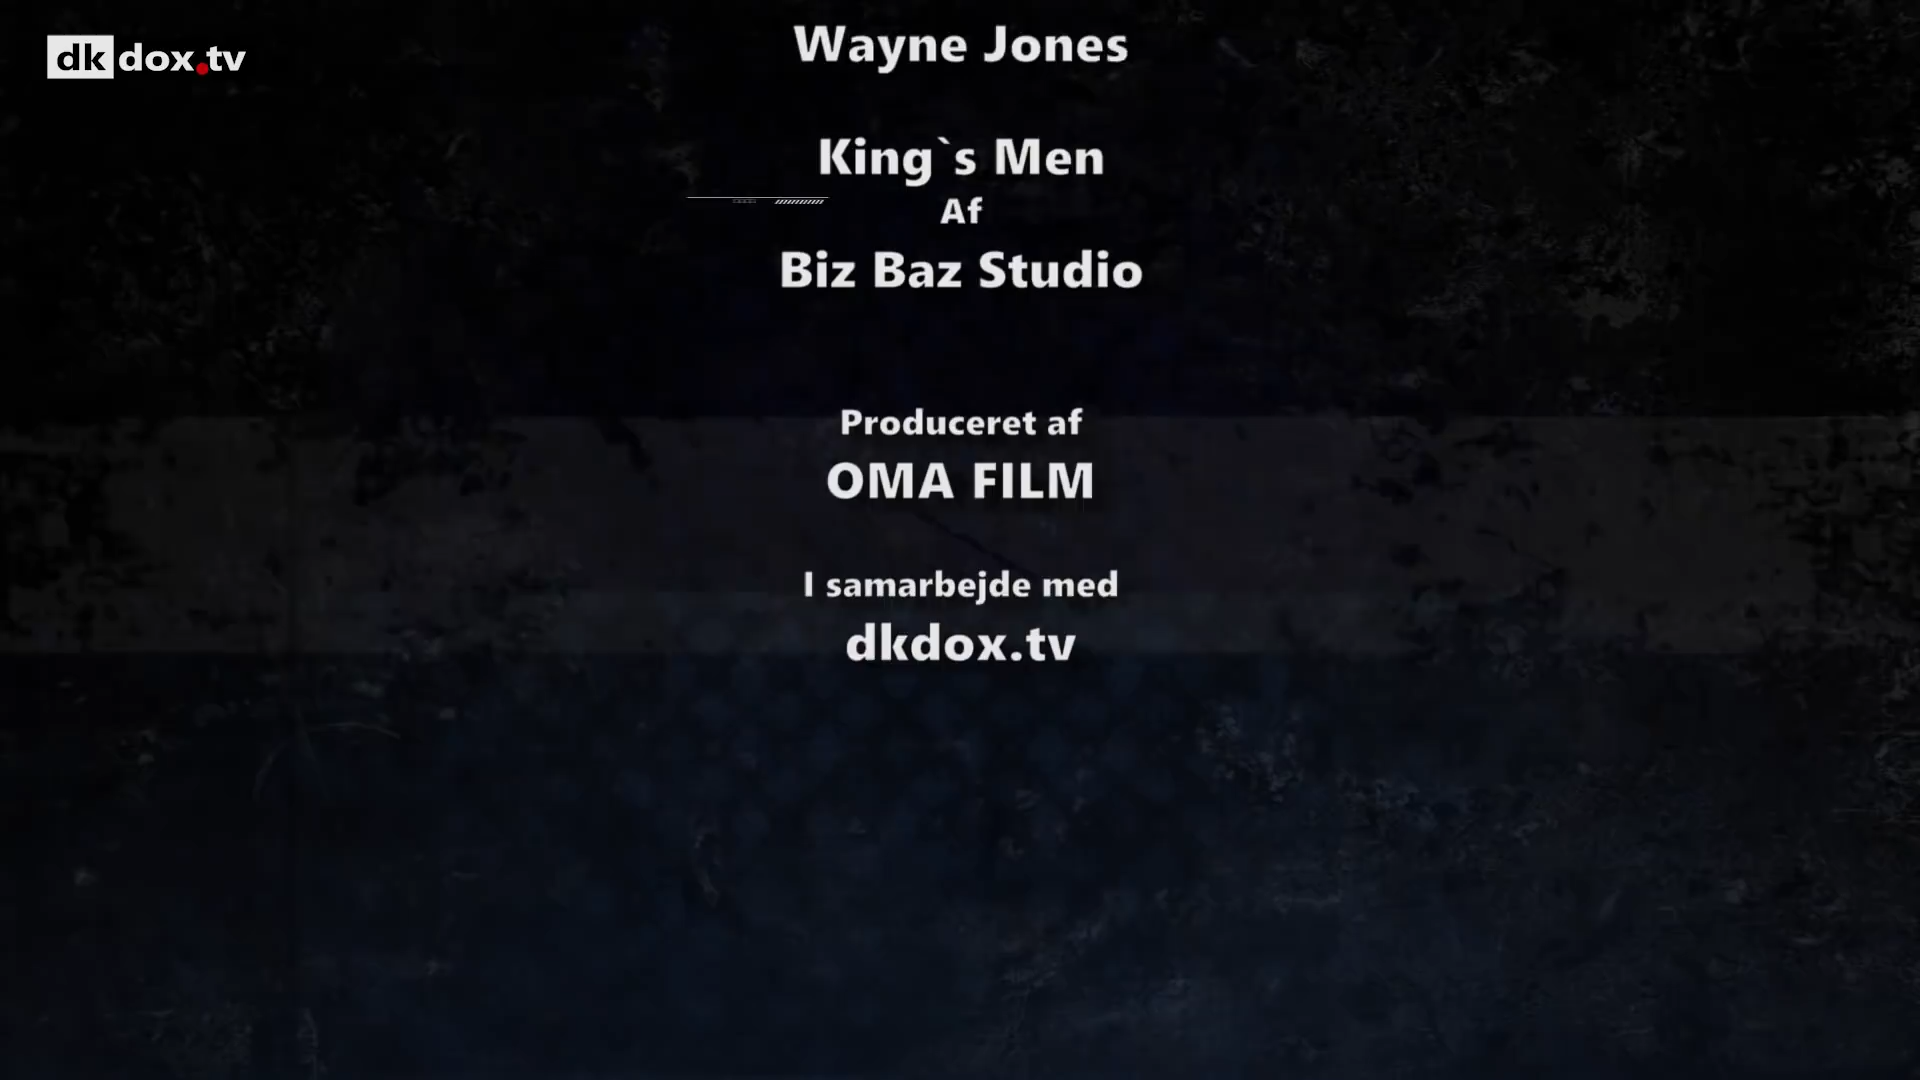 dkdox.tv
Wayne Jones
King`s Men
Af
Biz Baz Studio
Produceret af
OMA FILM
I samarbejde med
dkdox.tv